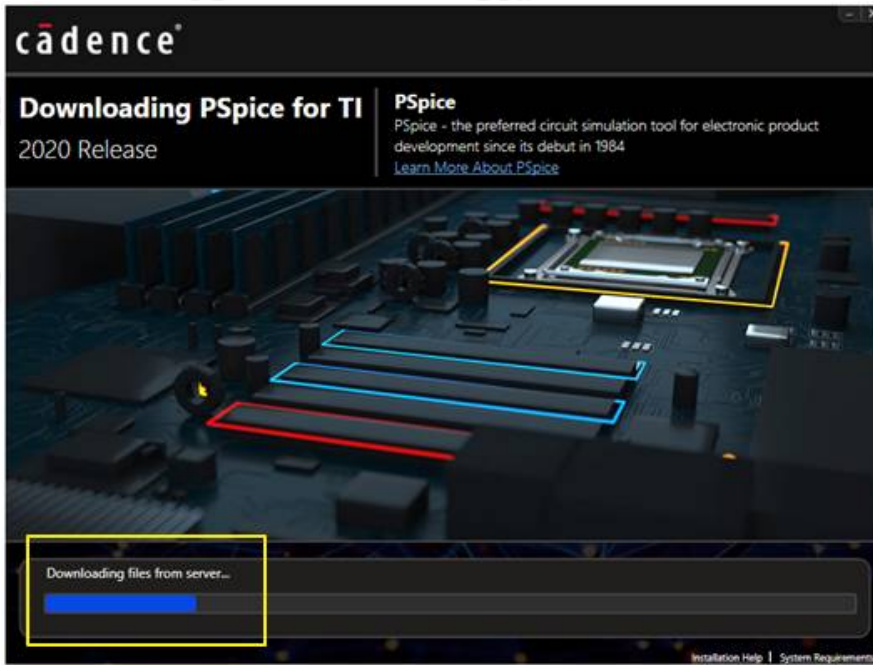 cādence®
Downloading PSpice for TI
2020 Release
PSpice
PSpice - the preferred circuit simulation tool for electronic product
development since its debut in 1984
Learn More About PSpice
Downloading files from server...
Installation Help | System Requirements